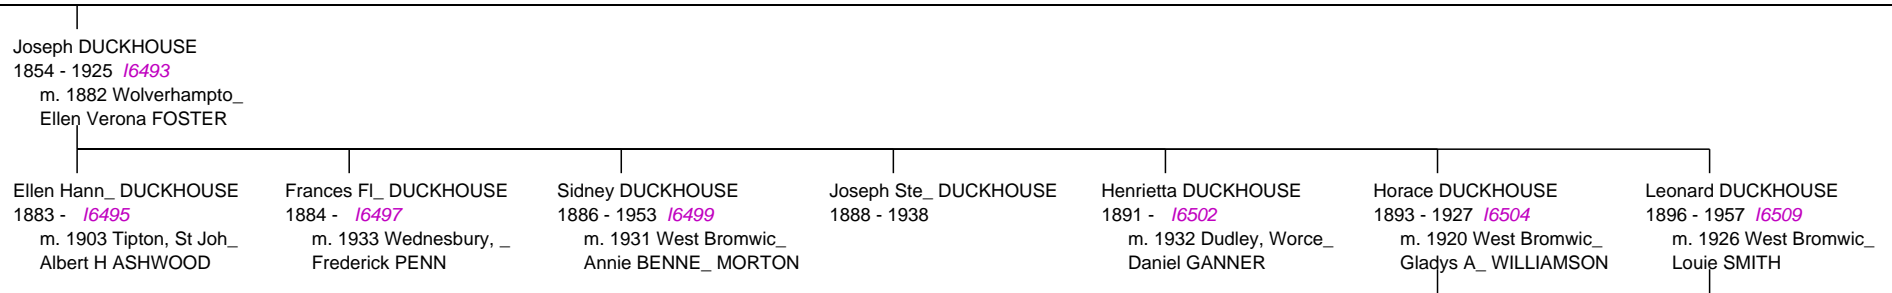 Joseph DUCKHOUSE
1854 - 1925 I6493
m. 1882 Wolverhampto_
Ellen Verona FOSTER
Ellen Hann_ DUCKHOUSE
1883 - I6495
m. 1903 Tipton, St Joh_
Albert H ASHWOOD
Frances Fl_ DUCKHOUSE
1884 - I6497
m. 1933 Wednesbury, _
Frederick PENN
Sidney DUCKHOUSE
1886 - 1953 I6499
m. 1931 West Bromwic_
Annie BENNE_ MORTON
Joseph Ste_ DUCKHOUSE
1888 - 1938
Henrietta DUCKHOUSE
1891 - I6502
m. 1932 Dudley, Worce_
Daniel GANNER
Horace DUCKHOUSE
1893 - 1927 I6504
m. 1920 West Bromwic_
Gladys A_ WILLIAMSON
Leonard DUCKHOUSE
1896 - 1957 I6509
m. 1926 West Bromwic_
Louie SMITH